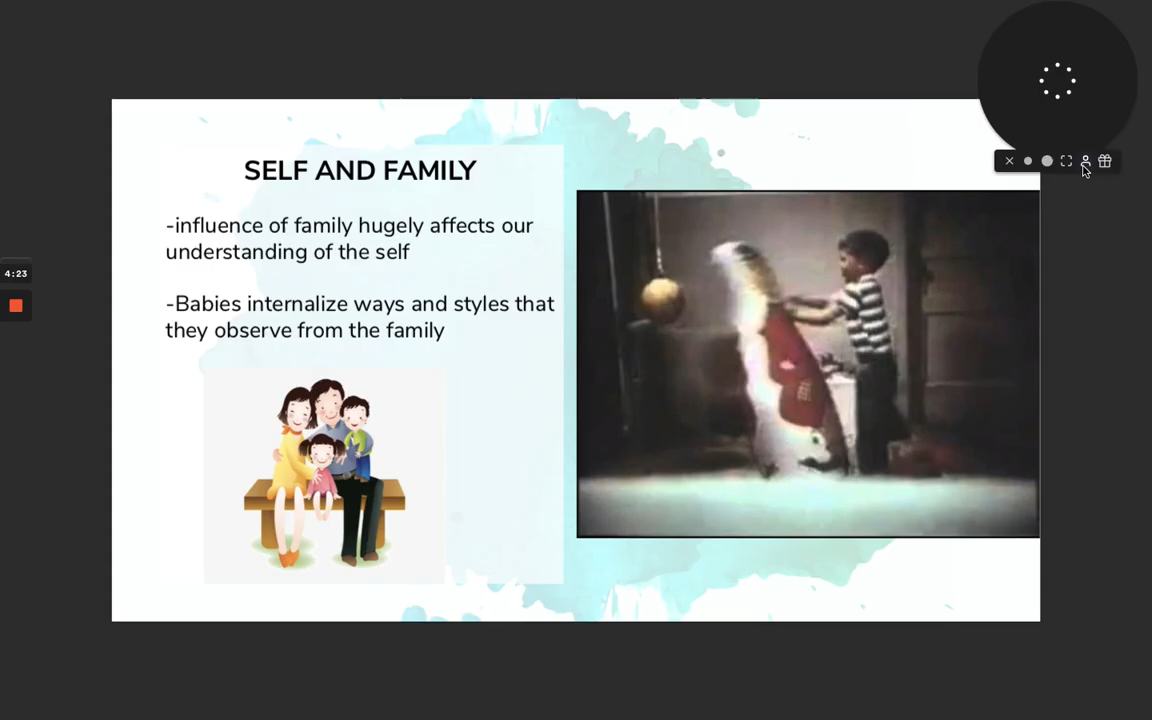 SELF AND FAMILY
-influence of family hugely affects our
understanding of the self
-Babies internalize ways and styles that
they observe from the family
4:23